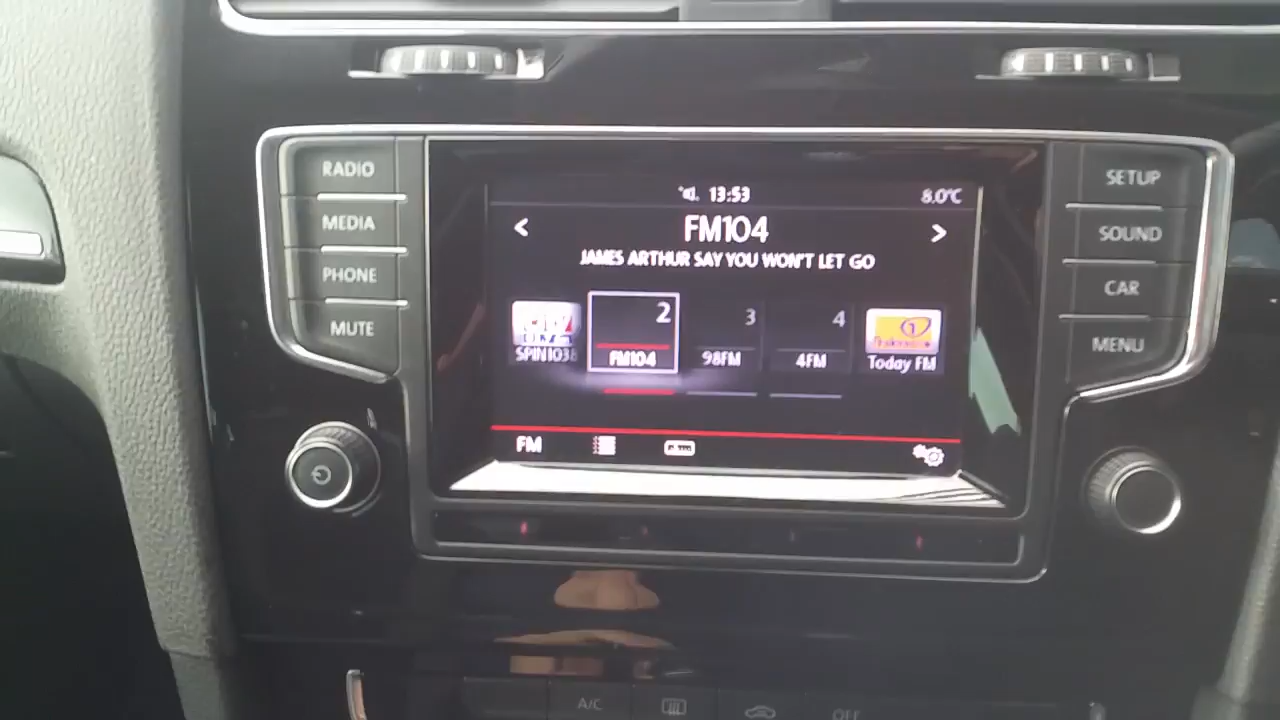 RADIO
MEDIA
PHONE
MUTE
13:53
8.0°C
< FM104 >
JAMES ARTHUR SAY YOU WON'T LET GO
2
3
4
SPIN1038
FM104
98FM
4FM
Today FM
FM
SETUP
SOUND
CAR
MENU
A/C
OFF